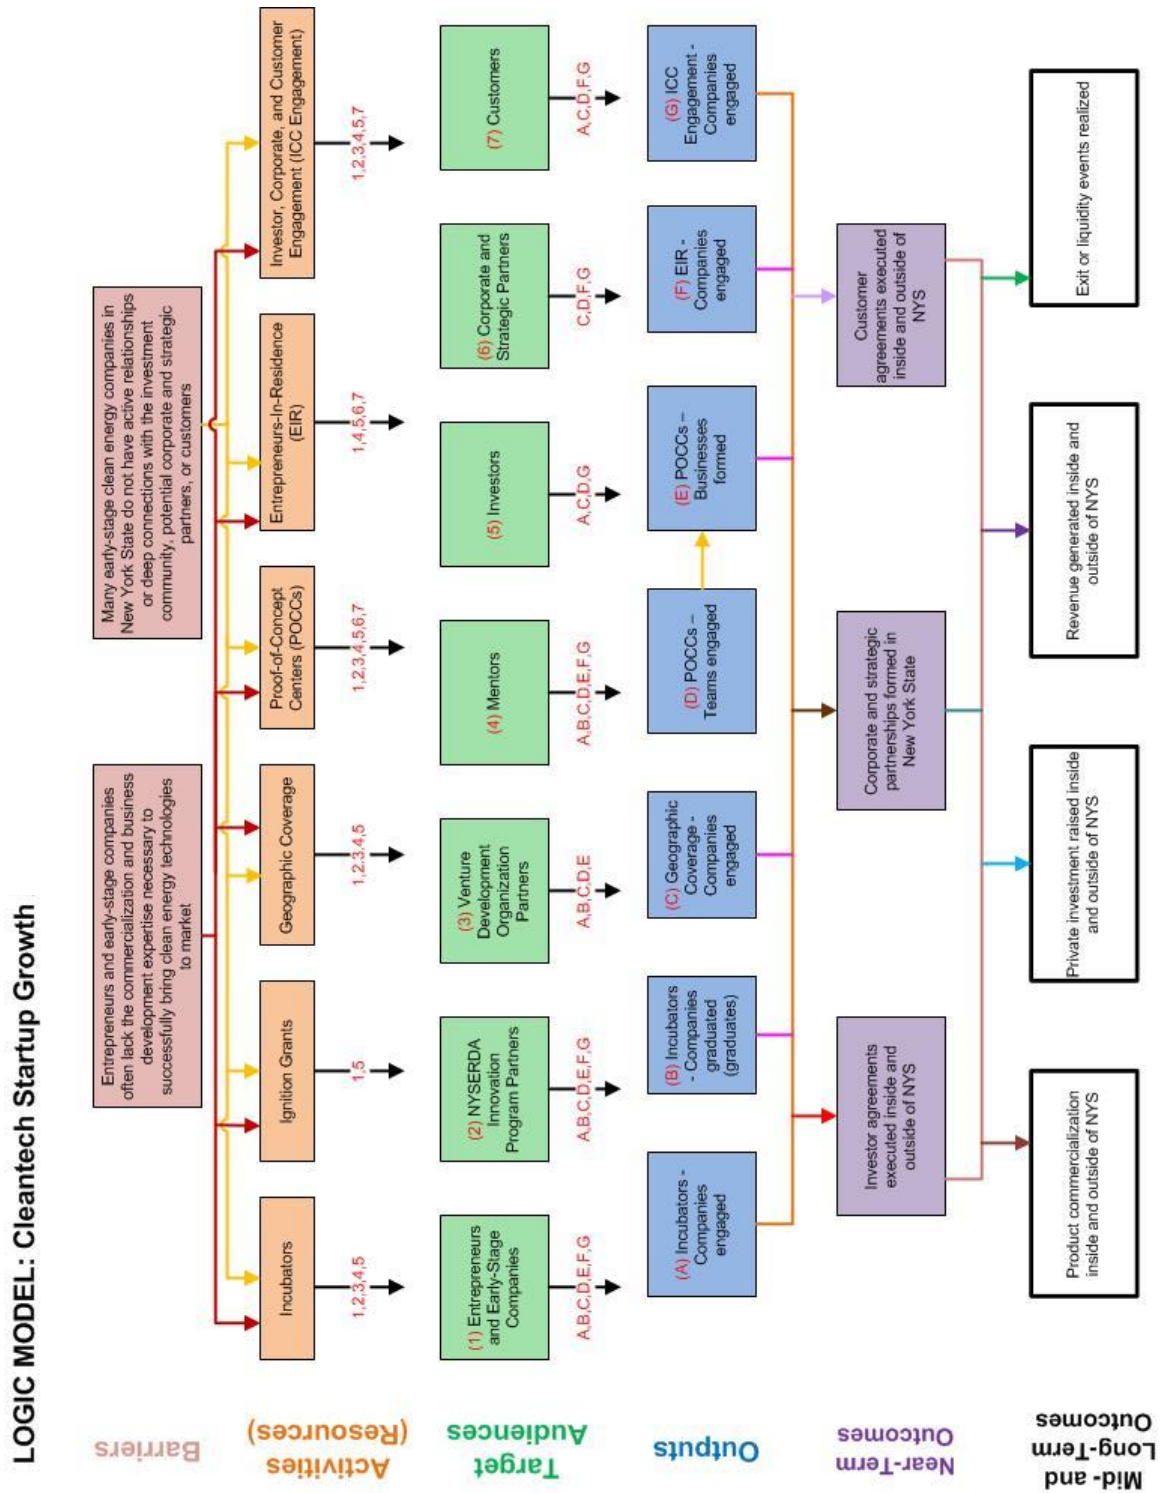 LOGIC MODEL: Cleantech Startup Growth
Barriers
Entrepreneurs and early-stage companies
often lack the commercialization and business
development expertise necessary to
successfully bring clean energy technologies
to market
Many early-stage clean energy companies in
New York State do not have active relationships
or deep connections with the investment
community, potential corporate and strategic
partners, or customers
Activities
(Resources)
Incubators
Ignition Grants
Geographic Coverage
Proof-of-Concept
Centers (POCCs)
Entrepreneurs-In-Residence
(EIR)
Investor, Corporate, and Customer
Engagement (ICC Engagement)
1,2,3,4,5
1,5
1,2,3,4,5
1,2,3,4,5,6,7
1,4,5,6,7
1,2,3,4,5,7
Target
Audiences
(1) Entrepreneurs
and Early-Stage
Companies
(2) NYSERDA
Innovation
Program Partners
(3) Venture
Development
Organization
Partners
(4) Mentors
(5) Investors
(6) Corporate and
Strategic Partners
(7) Customers
A,B,C,D,E,F,G
A,B,C,D,E,F,G
A,B,C,D,E
A,B,C,D,E,F,G
A,C,D,G
C,D,F,G
A,C,D,F,G
Outputs
(A) Incubators -
Companies
engaged
(B) Incubators
- Companies
graduated
(graduates)
(C) Geographic
Coverage -
Companies
engaged
(D) POCCs –
Teams engaged
(E) POCCs –
Businesses
formed
(F) EIR -
Companies
engaged
(G) ICC
Engagement -
Companies
engaged
Near-Term
Outcomes
Investor agreements
executed inside and
outside of NYS
Corporate and strategic
partnerships formed in
New York State
Customer
agreements executed
inside and outside of
NYS
Mid- and
Long-Term
Outcomes
Product commercialization
inside and outside of NYS
Private investment raised inside
and outside of NYS
Revenue generated inside and
outside of NYS
Exit or liquidity events realized